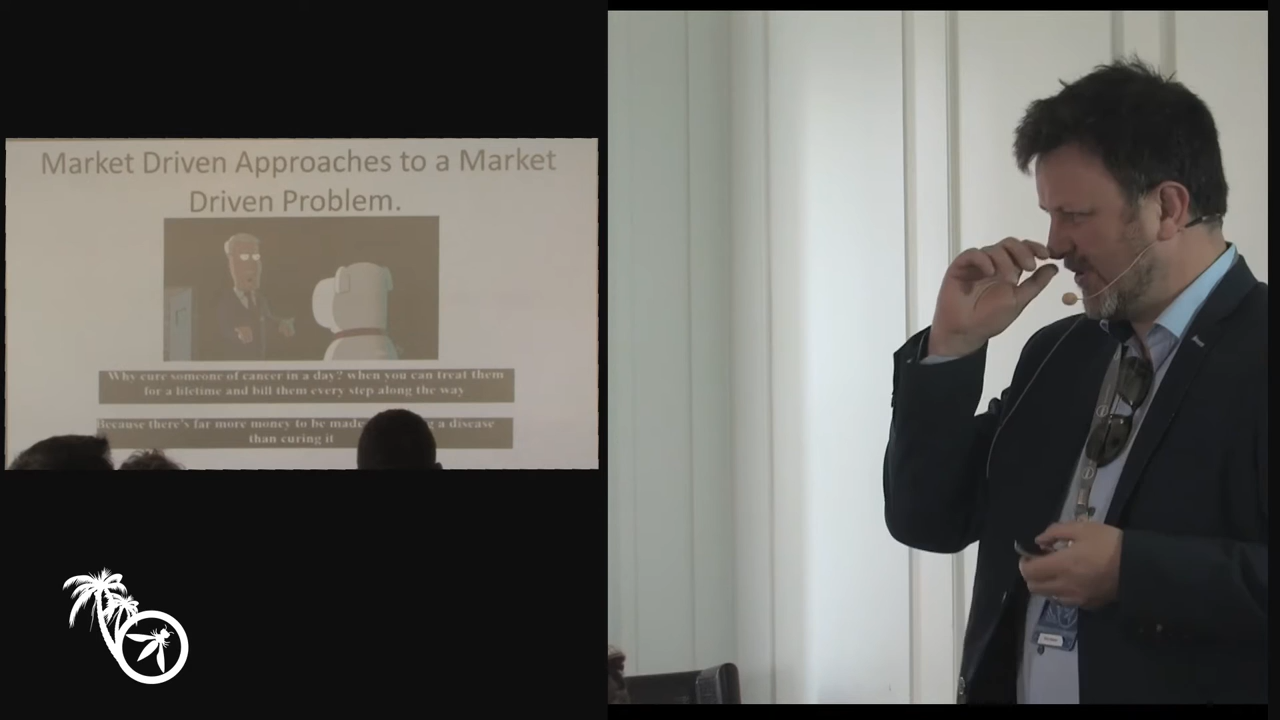 Market Driven Approaches to a Market
Driven Problem.
Why cure someone of cancer in a day? when you can treat them
for a lifetime and bill them every step along the way
Because there's far more money to be made a disease
than curing it